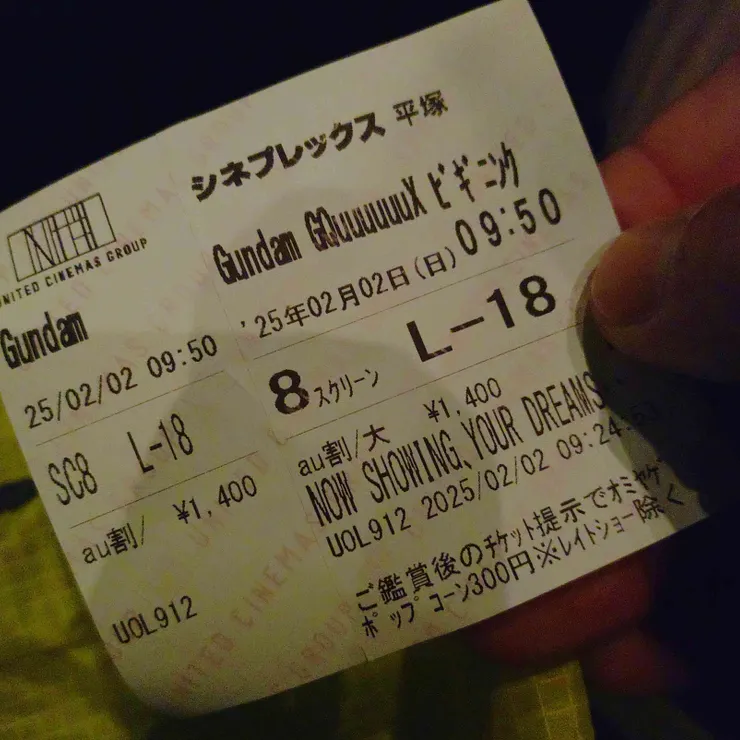 UNITED CINEMAS GROUP
Gundam
25/02/02 09:50
SC8 L-18
au割/ ¥1,400
UOL912
シネプレックス 平塚
Gundam GQuuuuuuX ビギニング
'25年02月02日(日) 09:50
8スクリーン L-18
au割/大 ¥1,400
NOW SHOWING、YOUR DREAMS
UOL912 2025/02/02 09:24
ご鑑賞後のチケット提示でオミヤゲ
ポップコーン300円※レイトショー除く